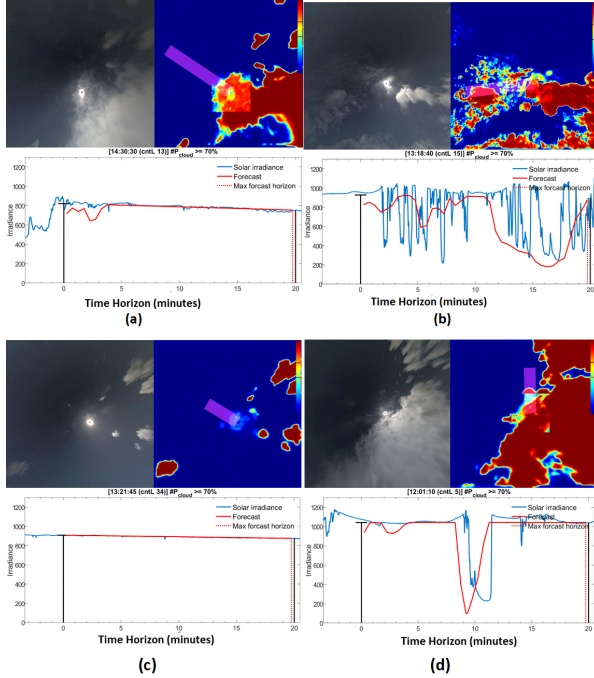 [14:30:30 (cntL 13)] #P_cloud >= 70%
Irradiance
1200
1000
800
600
400
200
0
Solar irradiance
Forecast
Max forcast horizon
0 5 10 15 20
Time Horizon (minutes)
(a)
[13:18:40 (cntL 15)] #P_cloud >= 70%
Irradiance
1200
1000
800
600
400
200
0
Solar irradiance
Forecast
Max forcast horizon
0 5 10 15 20
Time Horizon (minutes)
(b)
[13:21:45 (cntL 34)] #P_cloud >= 70%
Irradiance
1200
1000
800
600
400
200
0
Solar irradiance
Forecast
Max forcast horizon
0 5 10 15 20
Time Horizon (minutes)
(c)
[12:01:10 (cntL 5)] #P_cloud >= 70%
Irradiance
1200
1000
800
600
400
200
0
Solar irradiance
Forecast
Max forcast horizon
0 5 10 15 20
Time Horizon (minutes)
(d)